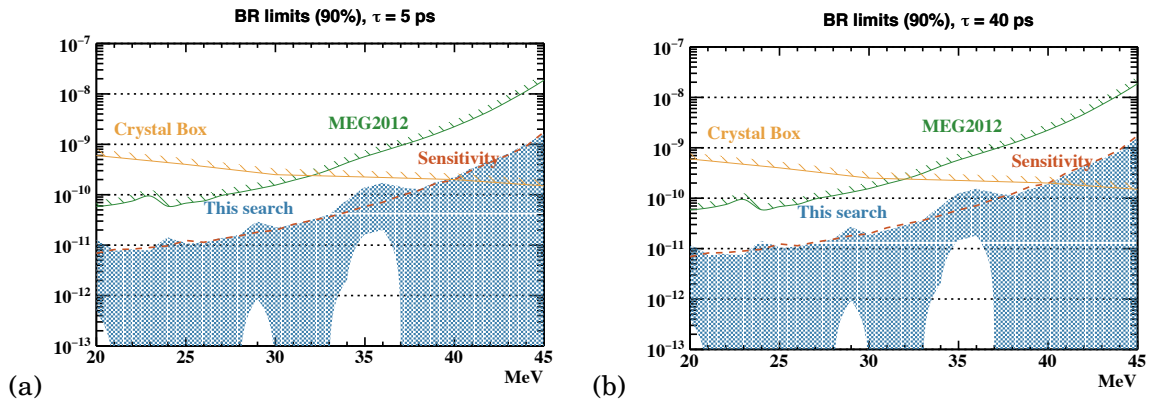 BR limits (90%), τ = 5 ps
10⁻⁷
10⁻⁸
10⁻⁹
10⁻¹⁰
10⁻¹¹
10⁻¹²
10⁻¹³
Crystal Box
MEG2012
Sensitivity
This search
20 25 30 35 40 45
MeV
(a)
BR limits (90%), τ = 40 ps
10⁻⁷
10⁻⁸
10⁻⁹
10⁻¹⁰
10⁻¹¹
10⁻¹²
10⁻¹³
Crystal Box
MEG2012
Sensitivity
This search
20 25 30 35 40 45
MeV
(b)